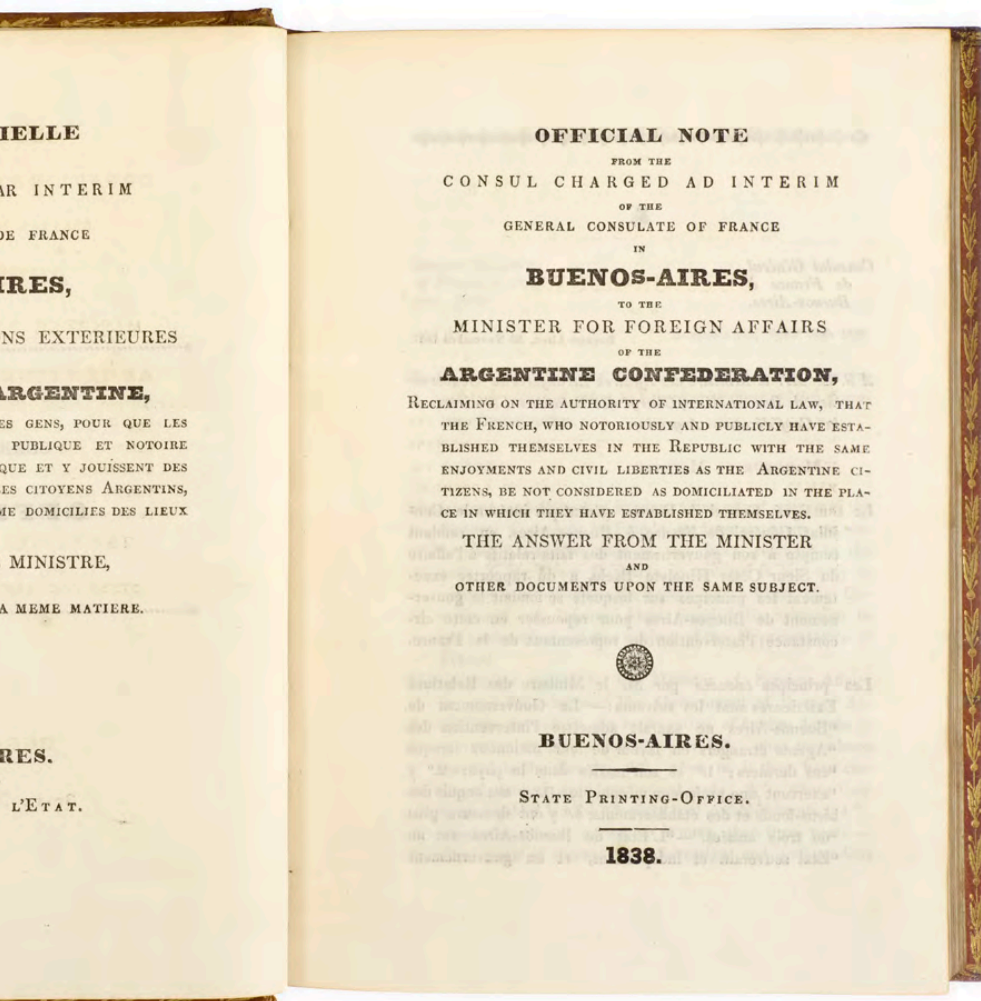 IELLE
AR INTERIM
DE FRANCE
IRES,
NS EXTERIEURES
ARGENTINE,
ES GENS, POUR QUE LES
PUBLIQUE ET NOTOIRE
QUE ET Y JOUISSENT DES
ES CITOYENS ARGENTINS,
ME DOMICILIES DES LIEUX
MINISTRE,
A MEME MATIERE.
RES.
L'ETAT.
OFFICIAL NOTE
FROM THE
CONSUL CHARGED AD INTERIM
OF THE
GENERAL CONSULATE OF FRANCE
IN
BUENOS-AIRES,
TO THE
MINISTER FOR FOREIGN AFFAIRS
OF THE
ARGENTINE CONFEDERATION,
RECLAIMING ON THE AUTHORITY OF INTERNATIONAL LAW, THAT
THE FRENCH, WHO NOTORIOUSLY AND PUBLICLY HAVE ESTA-
BLISHED THEMSELVES IN THE REPUBLIC WITH THE SAME
ENJOYMENTS AND CIVIL LIBERTIES AS THE ARGENTINE CI-
TIZENS, BE NOT CONSIDERED AS DOMICILIATED IN THE PLA-
CE IN WHICH THEY HAVE ESTABLISHED THEMSELVES.
THE ANSWER FROM THE MINISTER
AND
OTHER DOCUMENTS UPON THE SAME SUBJECT.
BUENOS-AIRES.
STATE PRINTING-OFFICE.
1838.